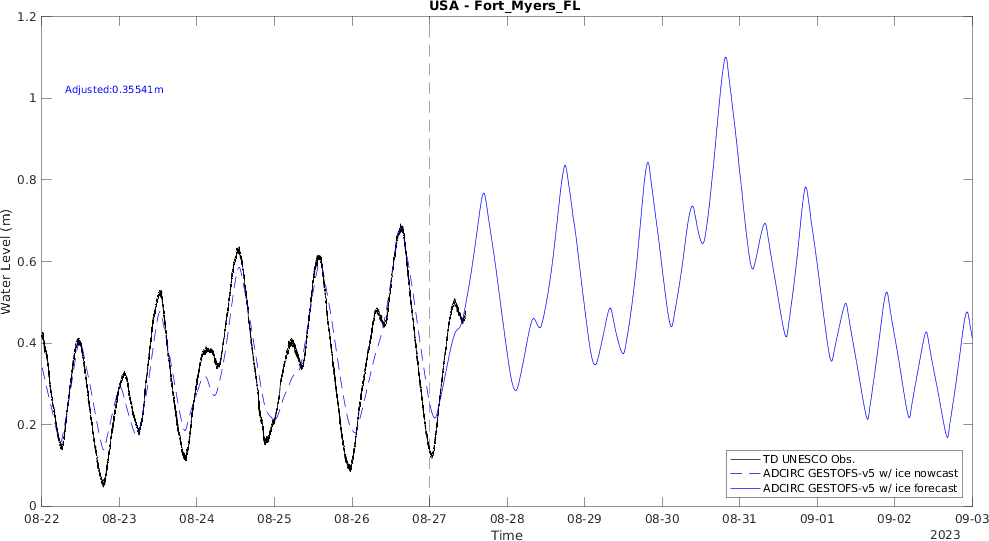 USA - Fort_Myers_FL
1.2
1
0.8
0.6
0.4
0.2
0
Water Level (m)
Adjusted:0.35541m
TD UNESCO Obs.
ADCIRC GESTOFS-v5 w/ ice nowcast
ADCIRC GESTOFS-v5 w/ ice forecast
08-22 08-23 08-24 08-25 08-26 08-27 08-28 08-29 08-30 08-31 09-01 09-02 09-03
Time
2023